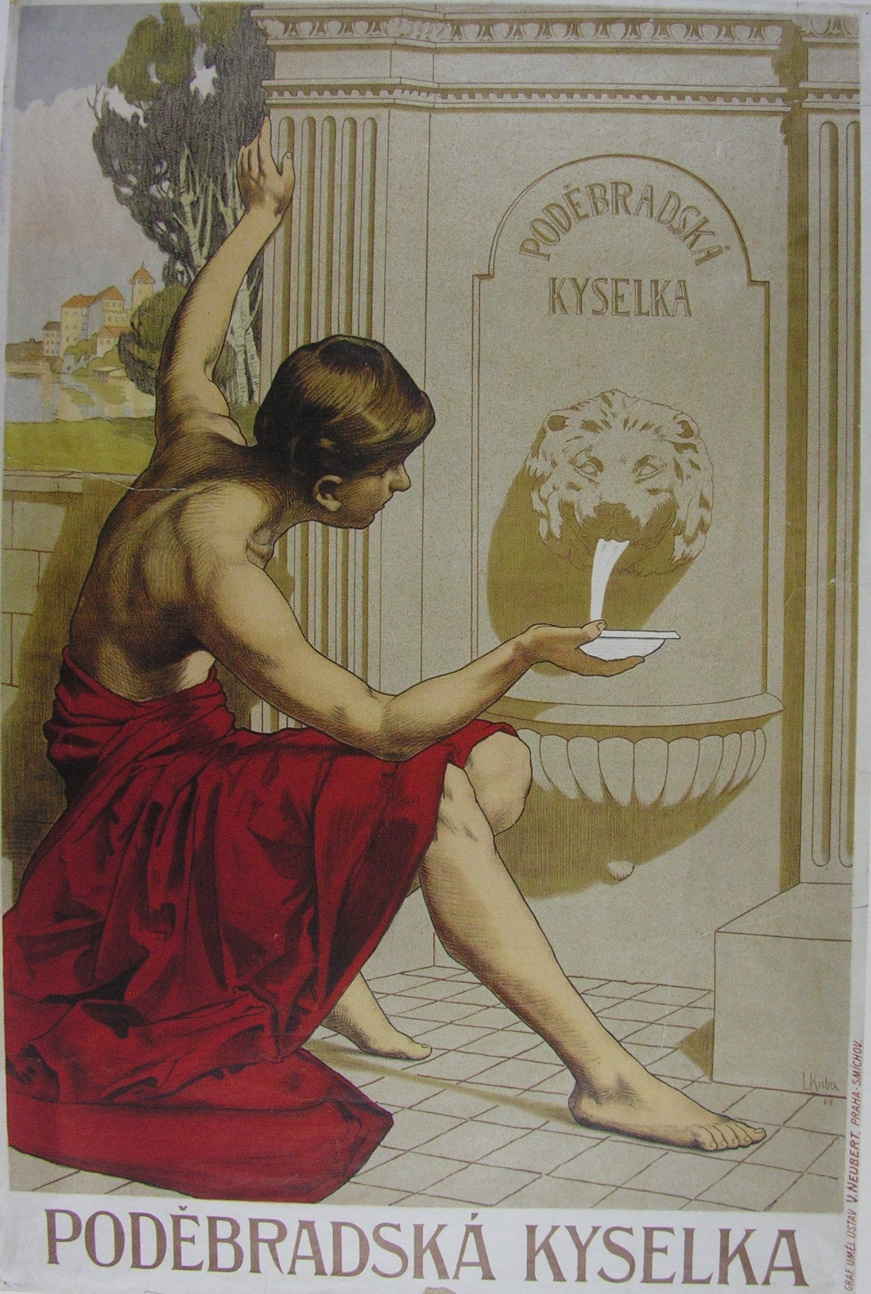 PODĚBRADSKÁ
KYSELKA
PODĚBRADSKÁ KYSELKA
GRAF. UMĚL. ÚSTAV V. NEUBERT, PRAHA-SMÍCHOV.